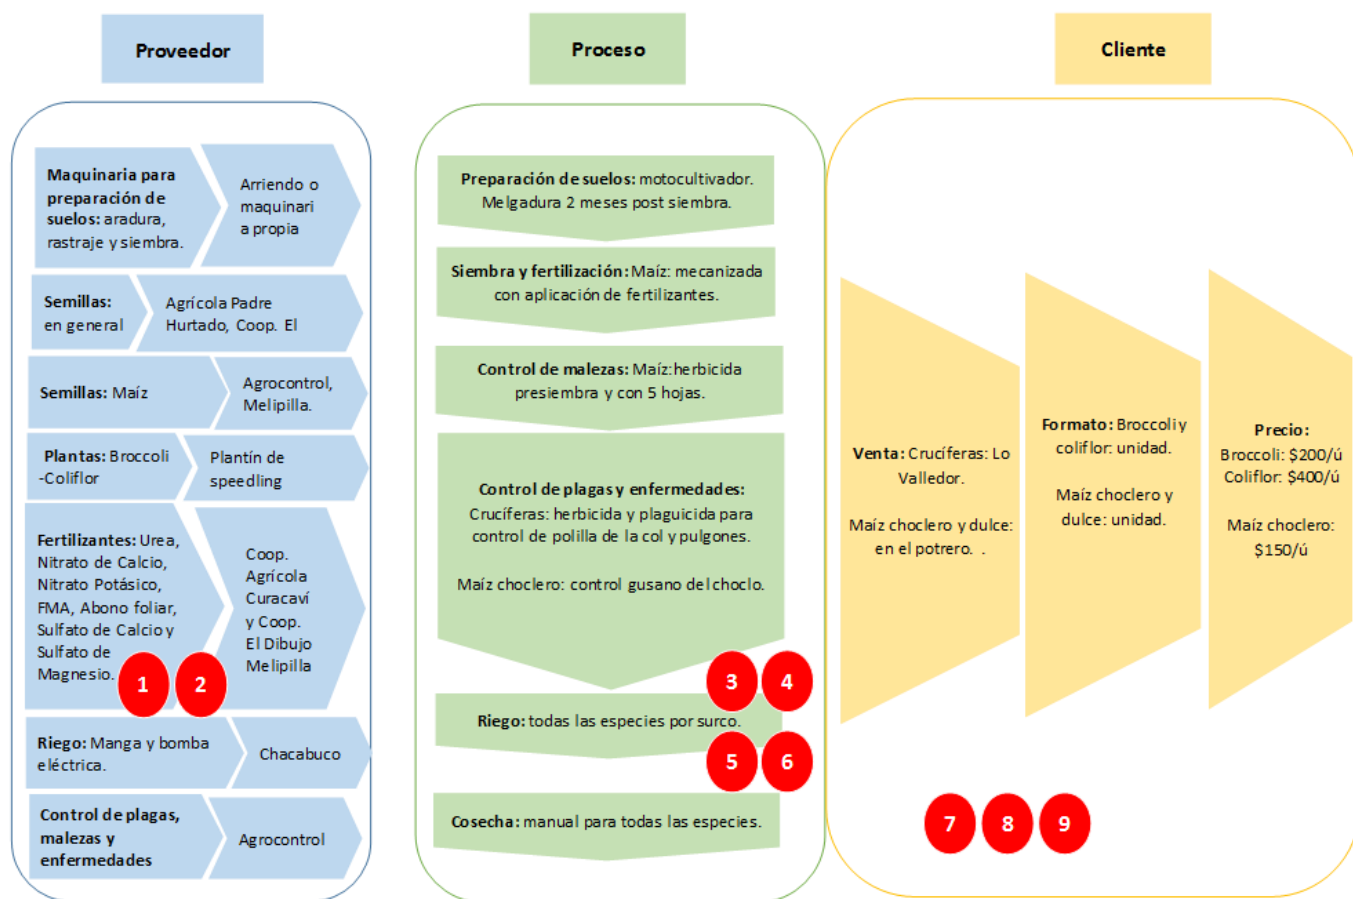 Proveedor
Maquinaria para
preparación de
suelos: aradura,
rastraje y siembra.
Arriendo o
maquinari
a propia
Semillas:
en general
Agrícola Padre
Hurtado, Coop. El
Semillas: Maíz
Agrocontrol,
Melipilla.
Plantas: Broccoli
-Coliflor
Plantín de
speedling
Fertilizantes: Urea,
Nitrato de Calcio,
Nitrato Potásico,
FMA, Abono foliar,
Sulfato de Calcio y
Sulfato de
Magnesio.
Coop.
Agrícola
Curacaví
y Coop.
El Dibujo
Melipilla
1
2
Riego: Manga y bomba
eléctrica.
Chacabuco
Control de plagas,
malezas y
enfermedades
Agrocontrol
Proceso
Preparación de suelos: motocultivador.
Melgadura 2 meses post siembra.
Siembra y fertilización: Maíz: mecanizada
con aplicación de fertilizantes.
Control de malezas: Maíz:herbicida
presiembra y con 5 hojas.
Control de plagas y enfermedades:
Crucíferas: herbicida y plaguicida para
control de polilla de la col y pulgones.
Maíz choclero: control gusano del choclo.
3
4
Riego: todas las especies por surco.
5
6
Cosecha: manual para todas las especies.
Cliente
Venta: Crucíferas: Lo
Valledor.
Maíz choclero y dulce:
en el potrero. .
Formato: Broccoli y
coliflor: unidad.
Maíz choclero y
dulce: unidad.
Precio:
Broccoli: $200/ú
Coliflor: $400/ú
Maíz choclero:
$150/ú
7
8
9